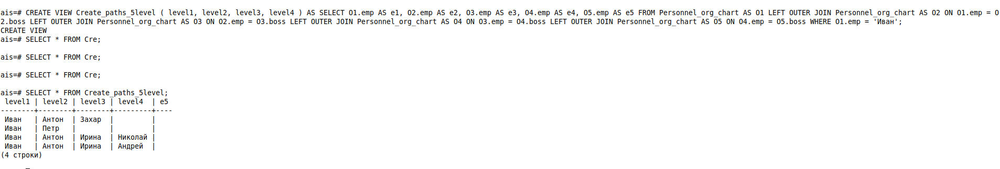 ais=# CREATE VIEW Create_paths_5level ( level1, level2, level3, level4 ) AS SELECT O1.emp AS e1, O2.emp AS e2, O3.emp AS e3, O4.emp AS e4, O5.emp AS e5 FROM Personnel_org_chart AS O1 LEFT OUTER JOIN Personnel_org_chart AS O2 ON O1.emp = O
2.boss LEFT OUTER JOIN Personnel_org_chart AS O3 ON O2.emp = O3.boss LEFT OUTER JOIN Personnel_org_chart AS O4 ON O3.emp = O4.boss LEFT OUTER JOIN Personnel_org_chart AS O5 ON O4.emp = O5.boss WHERE O1.emp = 'Иван';
CREATE VIEW
ais=# SELECT * FROM Cre;
ais=# SELECT * FROM Cre;
ais=# SELECT * FROM Cre;
ais=# SELECT * FROM Create_paths_5level;
 level1 | level2 | level3 | level4  | e5
--------+--------+--------+---------+----
 Иван   | Антон  | Захар  |         |
 Иван   | Петр   |        |         |
 Иван   | Антон  | Ирина  | Николай |
 Иван   | Антон  | Ирина  | Андрей  |
(4 строки)